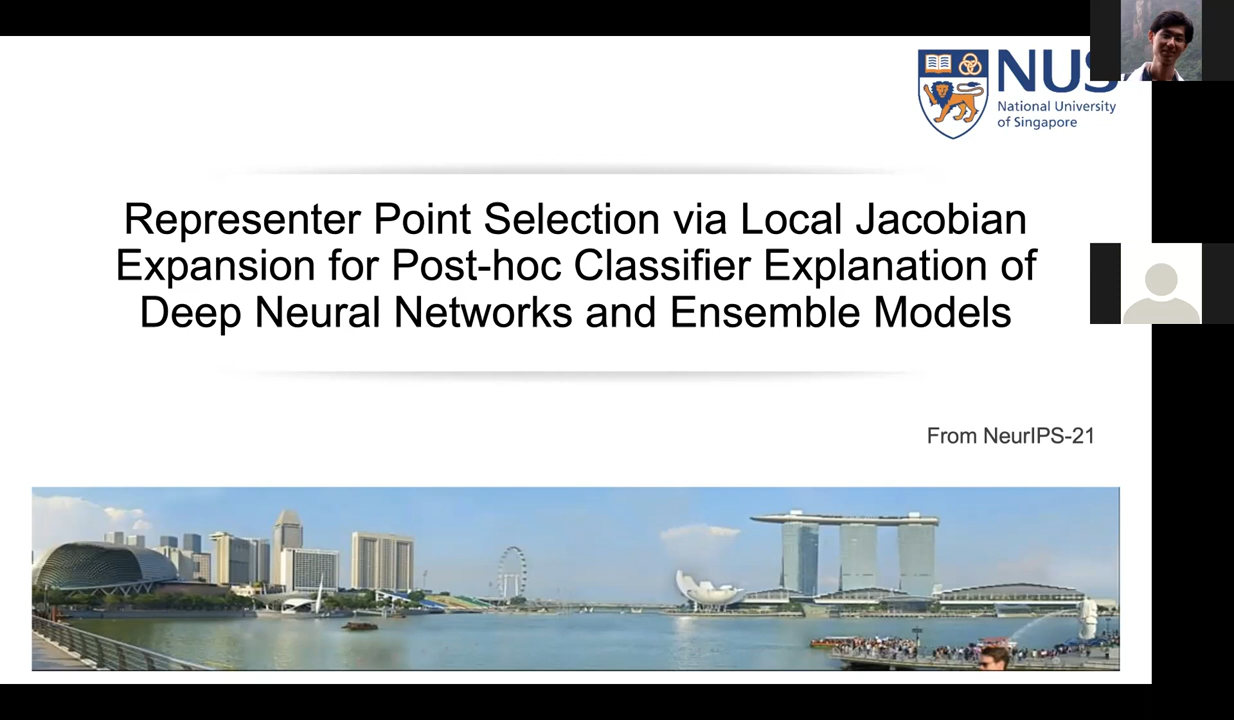 NUS
National University
of Singapore
Representer Point Selection via Local Jacobian
Expansion for Post-hoc Classifier Explanation of
Deep Neural Networks and Ensemble Models
From NeurIPS-21